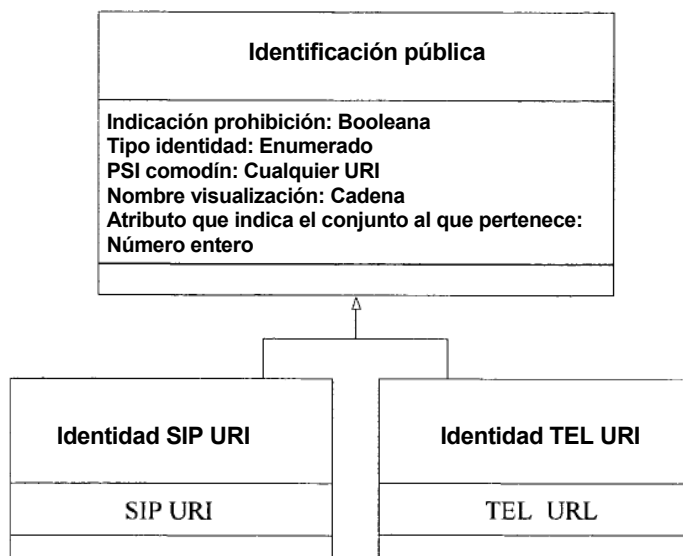 Identificación pública
Indicación prohibición: Booleana
Tipo identidad: Enumerado
PSI comodín: Cualquier URI
Nombre visualización: Cadena
Atributo que indica el conjunto al que pertenece:
Número entero
Identidad SIP URI
SIP URI
Identidad TEL URI
TEL URL